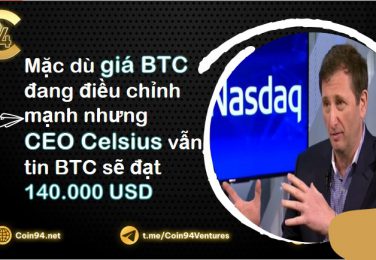 Mặc dù giá BTC
đang điều chỉnh
mạnh nhưng
CEO Celsius vẫn
tin BTC sẽ đạt
140.000 USD
Nasdaq
Coin94.net
t.me/Coin94Ventures